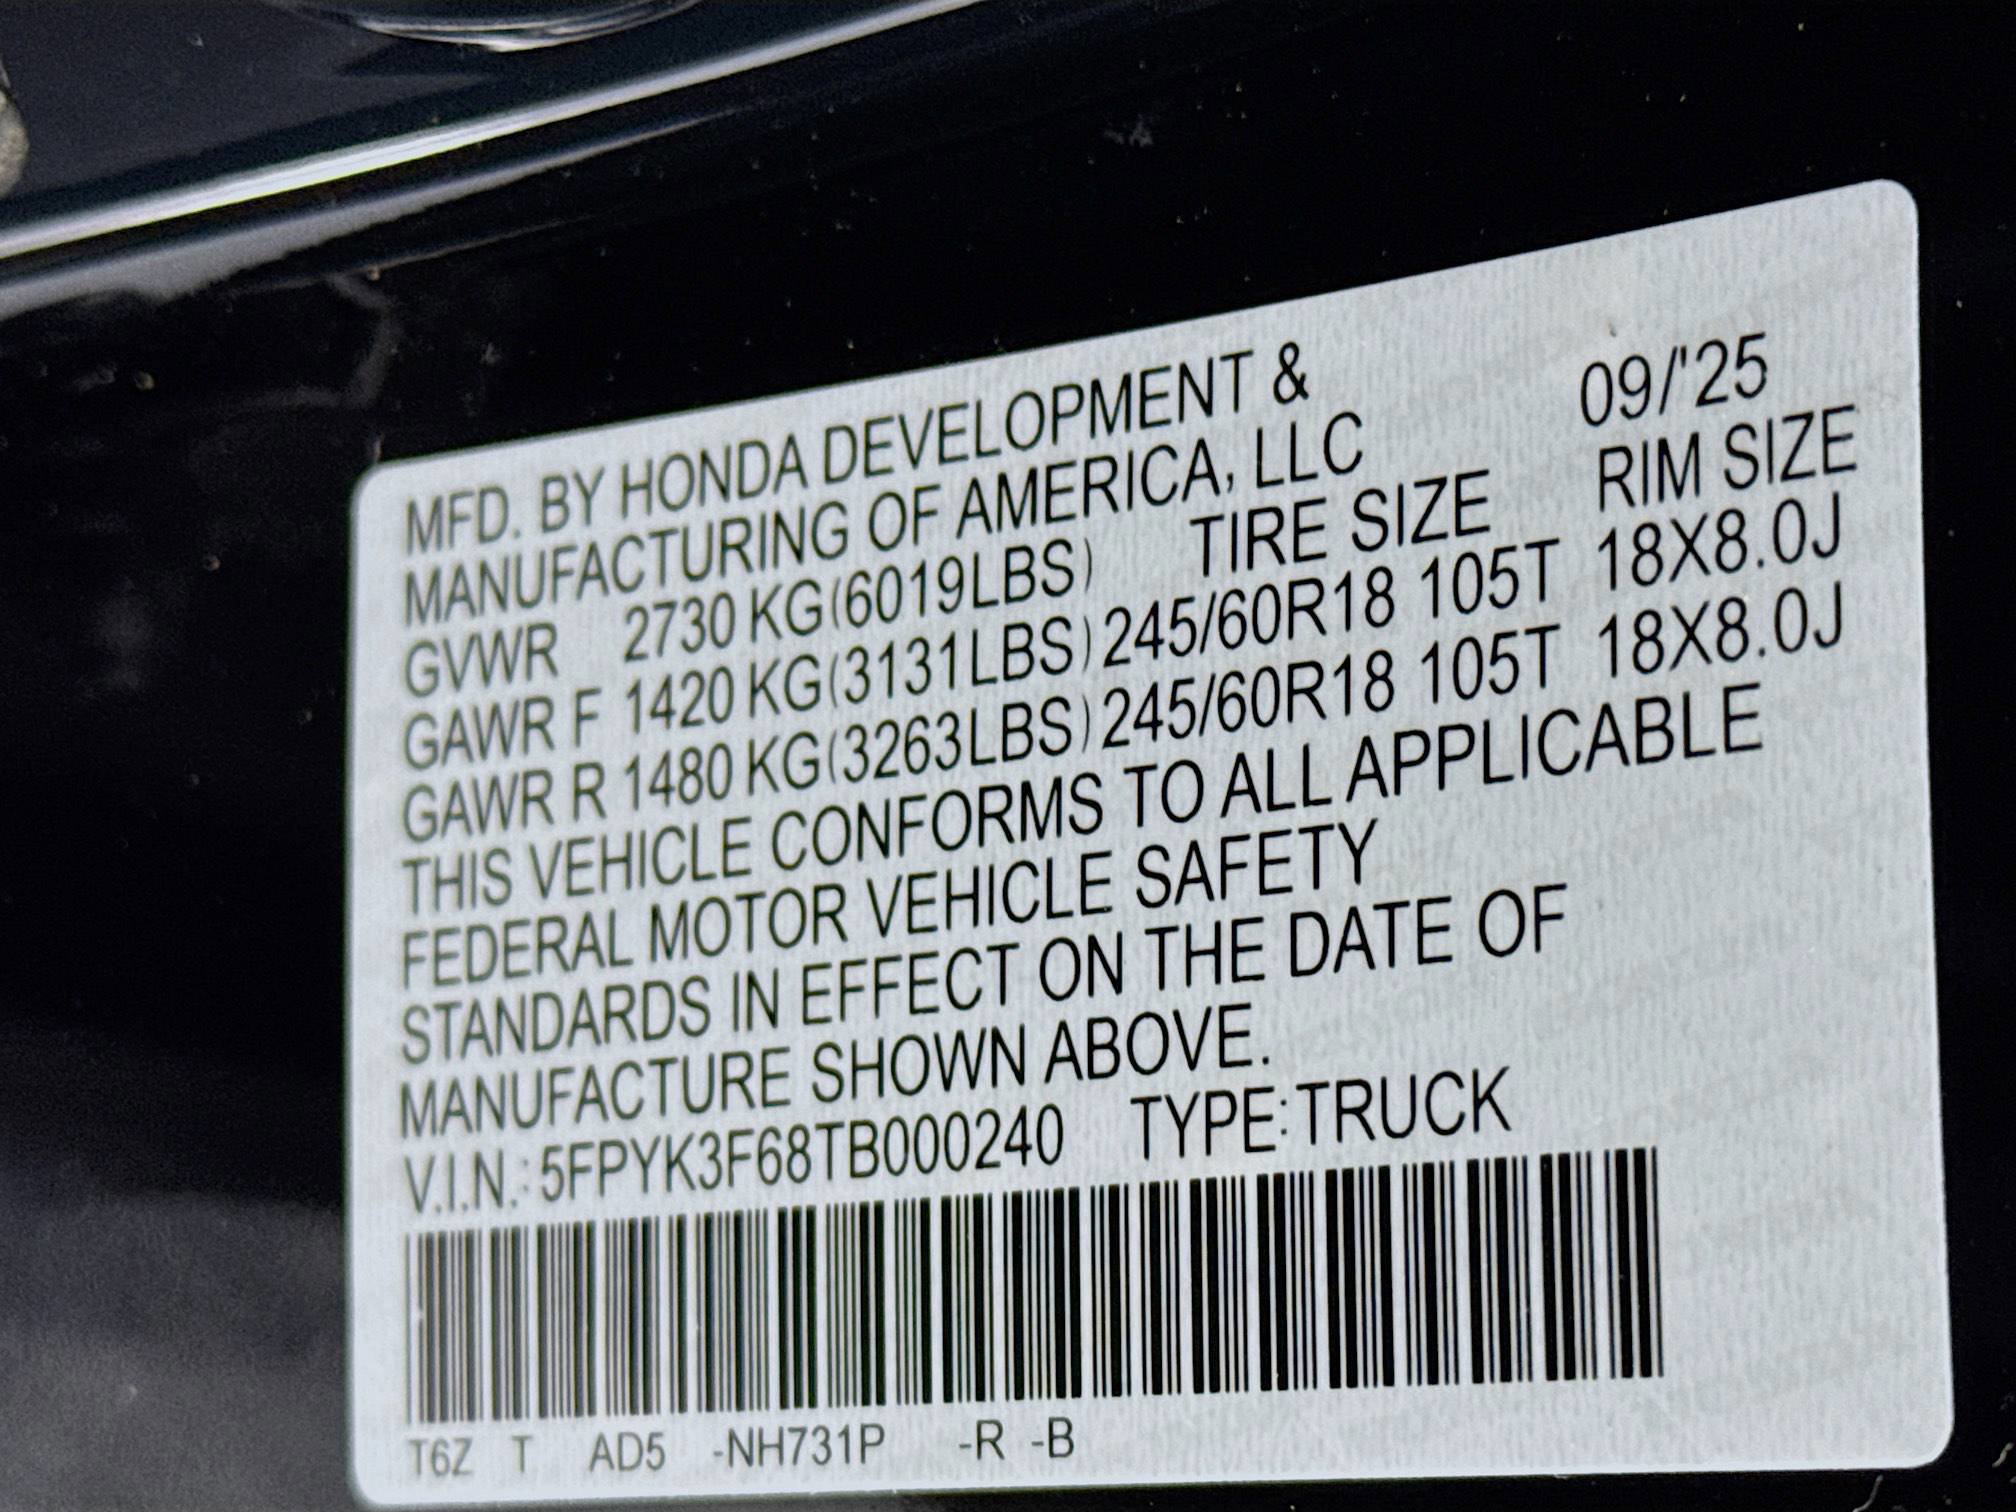 MFD. BY HONDA DEVELOPMENT & 09/'25
MANUFACTURING OF AMERICA, LLC
GVWR 2730 KG(6019LBS) TIRE SIZE RIM SIZE
GAWR F 1420 KG(3131LBS) 245/60R18 105T 18X8.0J
GAWR R 1480 KG(3263LBS) 245/60R18 105T 18X8.0J
THIS VEHICLE CONFORMS TO ALL APPLICABLE
FEDERAL MOTOR VEHICLE SAFETY
STANDARDS IN EFFECT ON THE DATE OF
MANUFACTURE SHOWN ABOVE.
V.I.N.: 5FPYK3F68TB000240 TYPE:TRUCK
T6Z T AD5 -NH731P -R -B